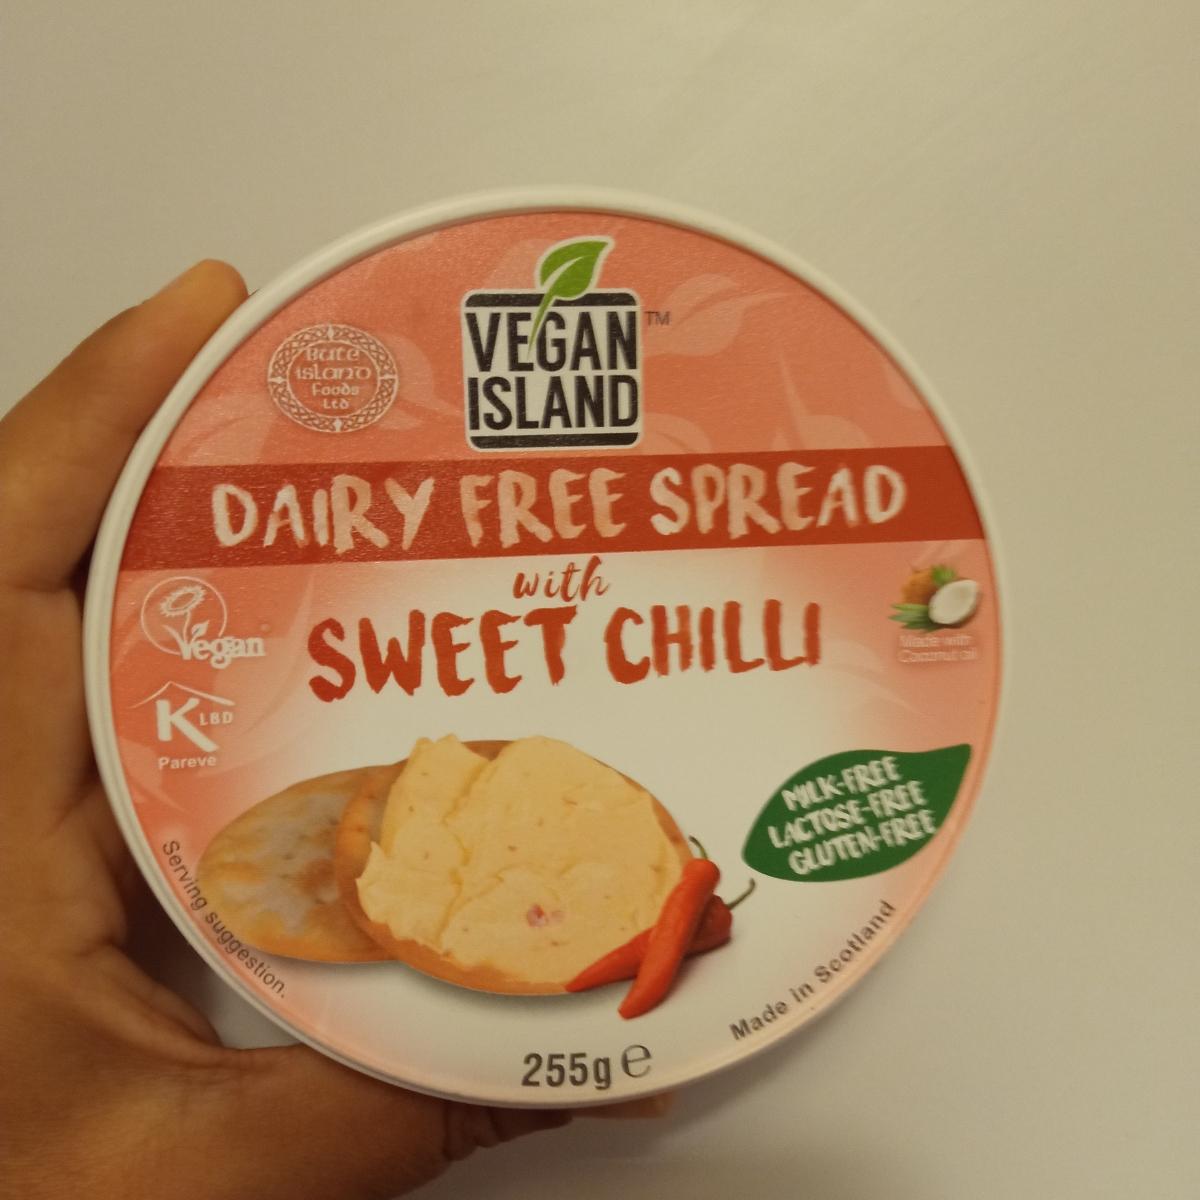 VEGAN
ISLAND
TM
Bute
island
Foods
Ltd
DAIRY FREE SPREAD
with
SWEET CHILLI
Vegan
K LBD
Pareve
Made with
Coconut oil
MILK-FREE
LACTOSE-FREE
GLUTEN-FREE
Serving suggestion.
Made in Scotland
255g ℮